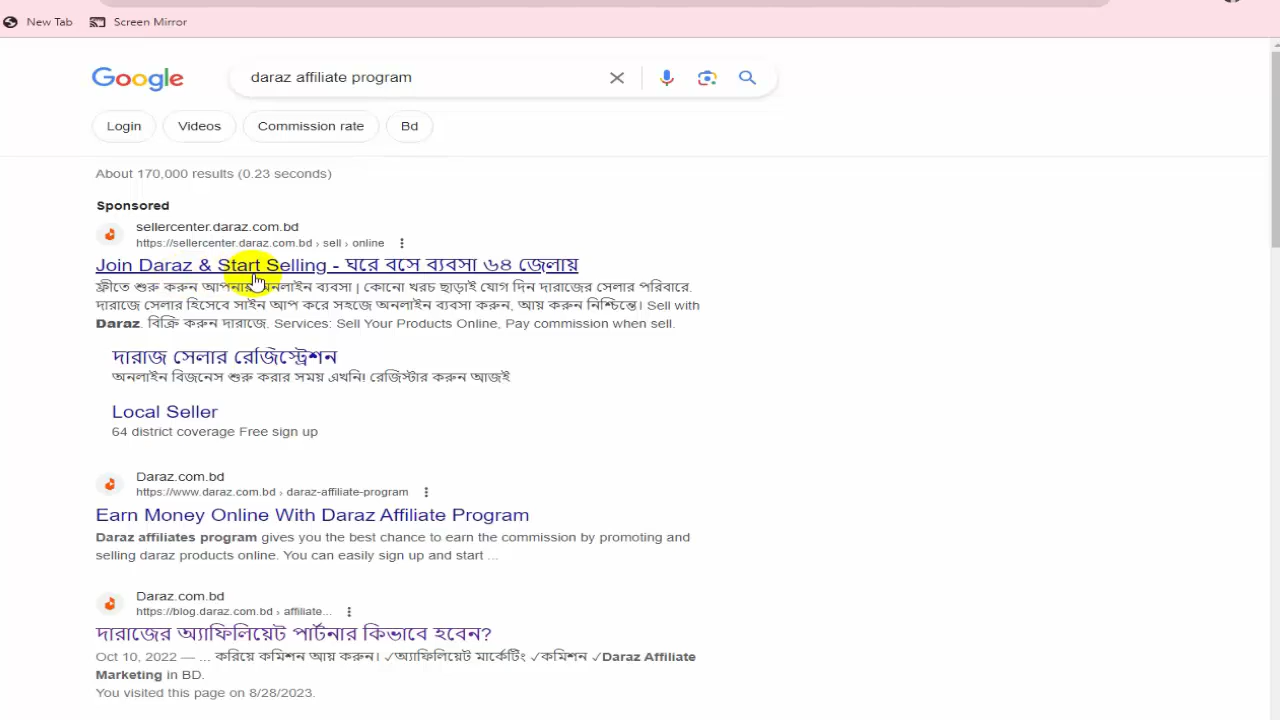 New Tab
Screen Mirror
Google
daraz affiliate program
Login
Videos
Commission rate
Bd
About 170,000 results (0.23 seconds)
Sponsored
sellercenter.daraz.com.bd
https://sellercenter.daraz.com.bd › sell › online
Join Daraz & Start Selling - ঘরে বসে ব্যবসা ৬৪ জেলায়
ফ্রীতে শুরু করুন আপনার অনলাইন ব্যবসা | কোনো খরচ ছাড়াই যোগ দিন দারাজের সেলার পরিবারে.
দারাজে সেলার হিসেবে সাইন আপ করে সহজে অনলাইন ব্যবসা করুন, আয় করুন নিশ্চিন্তে। Sell with
Daraz. বিক্রি করুন দারাজে. Services: Sell Your Products Online, Pay commission when sell.
দারাজ সেলার রেজিস্ট্রেশন
অনলাইন বিজনেস শুরু করার সময় এখনি! রেজিস্টার করুন আজই
Local Seller
64 district coverage Free sign up
Daraz.com.bd
https://www.daraz.com.bd › daraz-affiliate-program
Earn Money Online With Daraz Affiliate Program
Daraz affiliates program gives you the best chance to earn the commission by promoting and
selling daraz products online. You can easily sign up and start ...
Daraz.com.bd
https://blog.daraz.com.bd › affiliate...
দারাজের অ্যাফিলিয়েট পার্টনার কিভাবে হবেন?
Oct 10, 2022 — ... করিয়ে কমিশন আয় করুন। ✓অ্যাফিলিয়েট মার্কেটিং ✓কমিশন ✓Daraz Affiliate
Marketing in BD.
You visited this page on 8/28/2023.